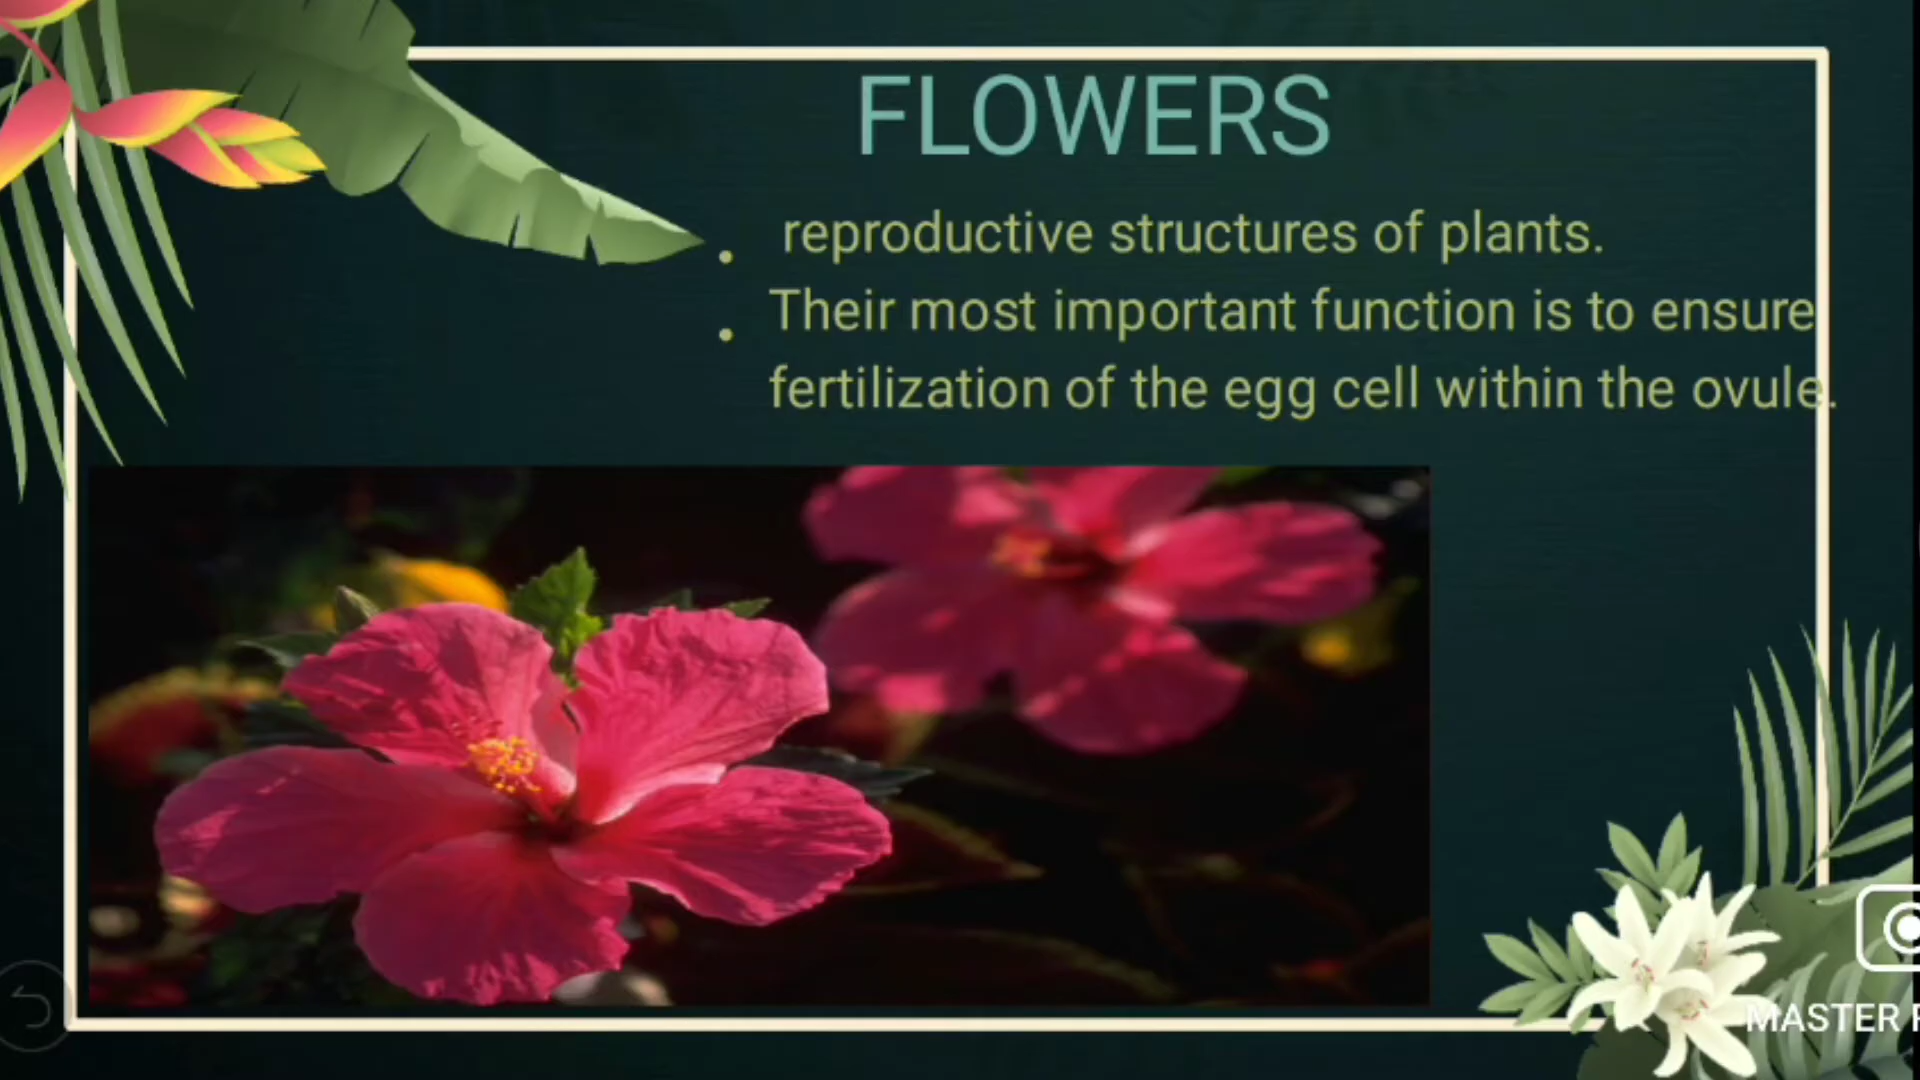 FLOWERS
reproductive structures of plants.
Their most important function is to ensure
fertilization of the egg cell within the ovule.
MASTER